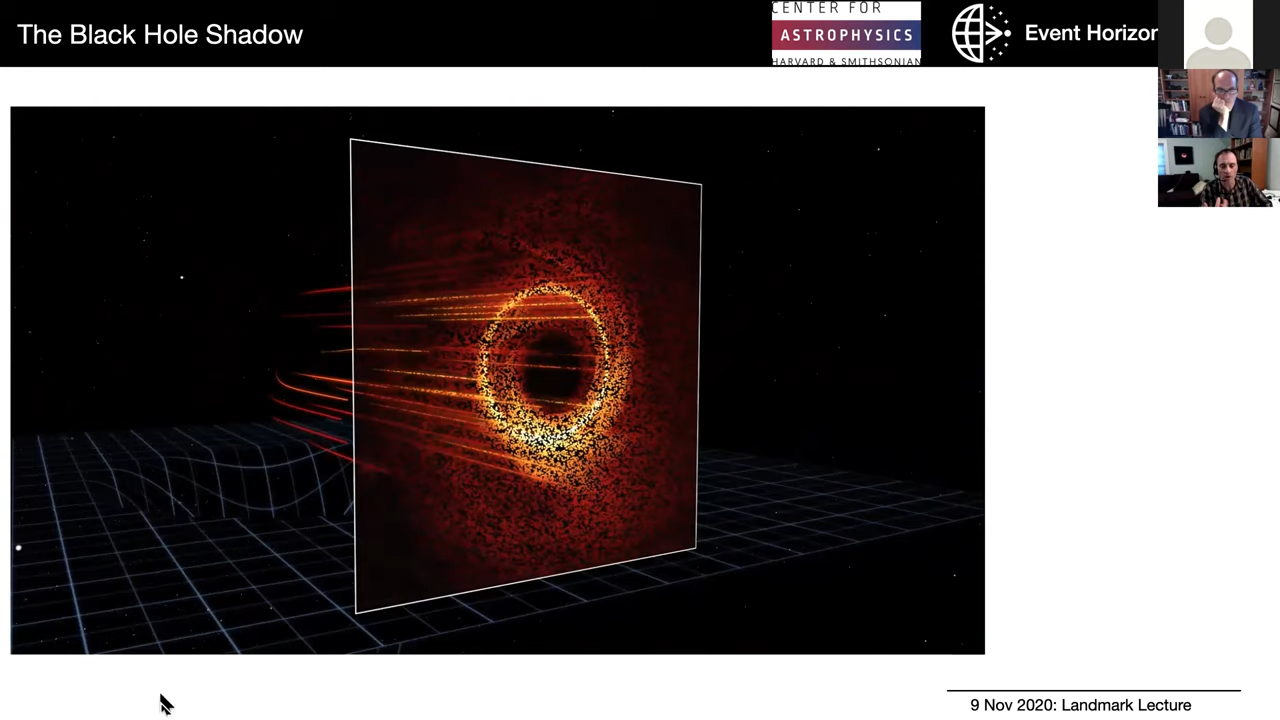 The Black Hole Shadow
CENTER FOR
ASTROPHYSICS
HARVARD & SMITHSONIAN
Event Horizon
9 Nov 2020: Landmark Lecture